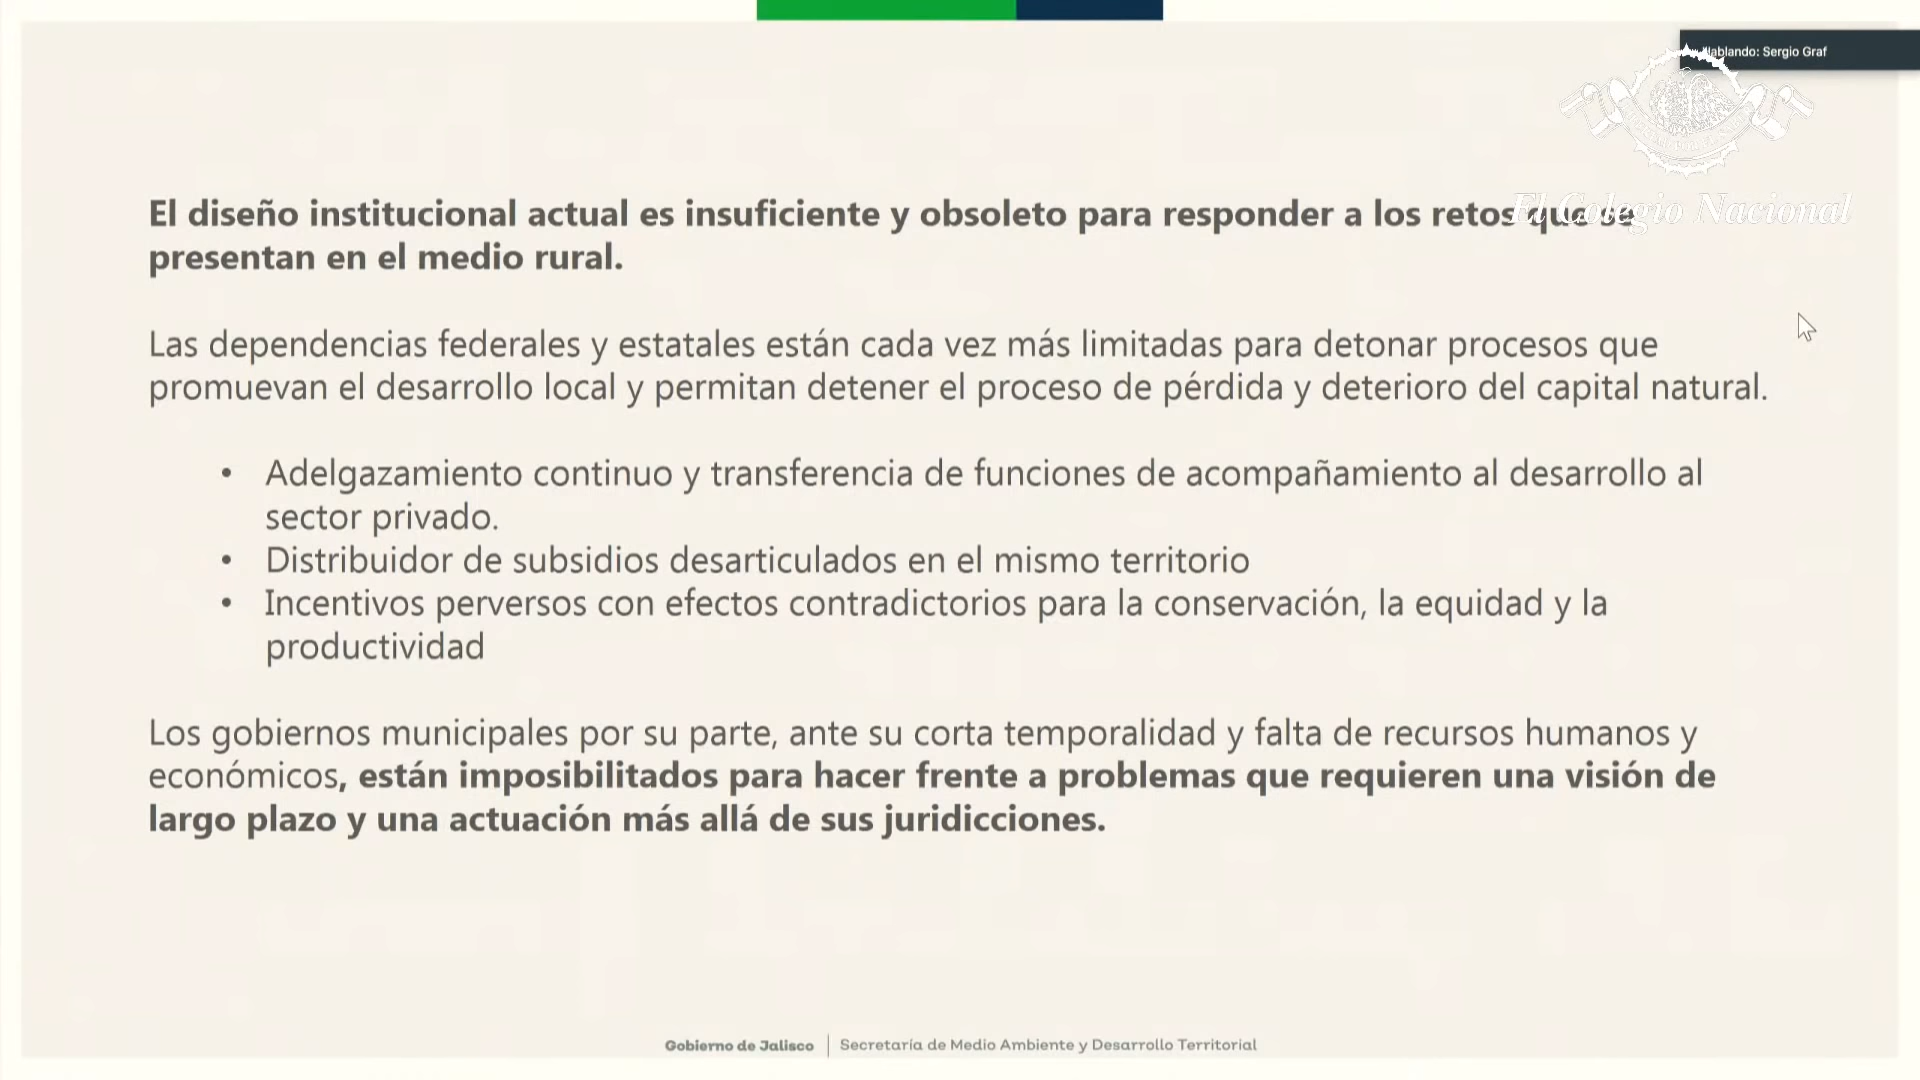 Hablando: Sergio Graf
El Colegio Nacional
El diseño institucional actual es insuficiente y obsoleto para responder a los retos que se
presentan en el medio rural.
Las dependencias federales y estatales están cada vez más limitadas para detonar procesos que
promuevan el desarrollo local y permitan detener el proceso de pérdida y deterioro del capital natural.
• Adelgazamiento continuo y transferencia de funciones de acompañamiento al desarrollo al
sector privado.
• Distribuidor de subsidios desarticulados en el mismo territorio
• Incentivos perversos con efectos contradictorios para la conservación, la equidad y la
productividad
Los gobiernos municipales por su parte, ante su corta temporalidad y falta de recursos humanos y
económicos, están imposibilitados para hacer frente a problemas que requieren una visión de
largo plazo y una actuación más allá de sus juridicciones.
Gobierno de Jalisco | Secretaría de Medio Ambiente y Desarrollo Territorial